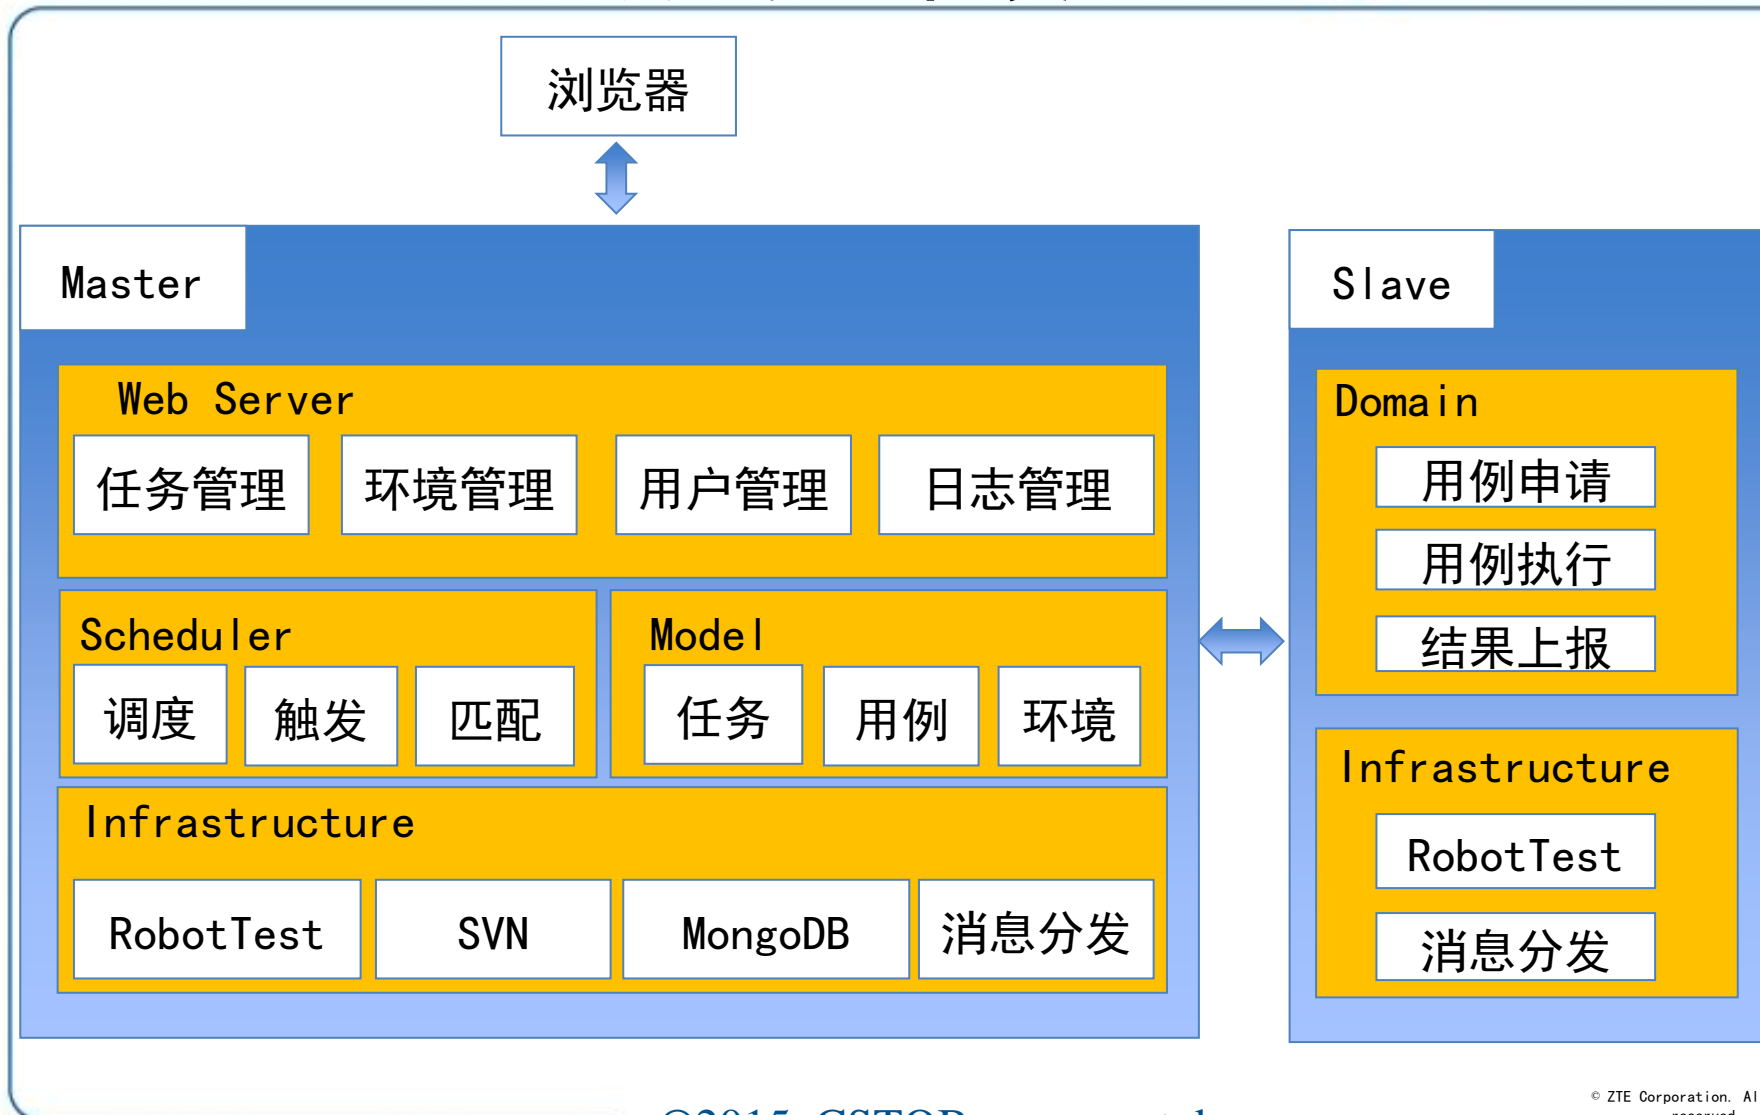 浏览器
Master
Web Server
任务管理 环境管理 用户管理 日志管理
Scheduler
调度 触发 匹配
Model
任务 用例 环境
Infrastructure
RobotTest SVN MongoDB 消息分发
Slave
Domain
用例申请
用例执行
结果上报
Infrastructure
RobotTest
消息分发
© ZTE Corporation.